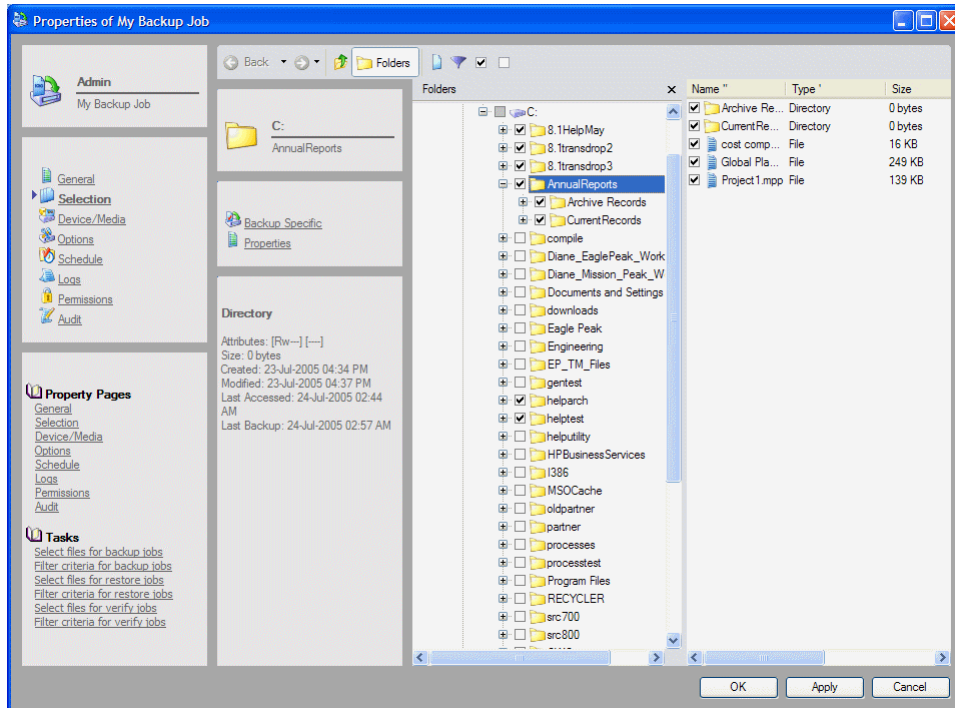 Properties of My Backup Job
Admin
My Backup Job
General
Selection
Device/Media
Options
Schedule
Logs
Permissions
Audit
Property Pages
General
Selection
Device/Media
Options
Schedule
Logs
Permissions
Audit
Tasks
Select files for backup jobs
Filter criteria for backup jobs
Select files for restore jobs
Filter criteria for restore jobs
Select files for verify jobs
Filter criteria for verify jobs
Back
Folders
C:
AnnualReports
Backup Specific
Properties
Directory
Attributes: [Rw---] [----]
Size: 0 bytes
Created: 23-Jul-2005 04:34 PM
Modified: 23-Jul-2005 04:37 PM
Last Accessed: 24-Jul-2005 02:44
AM
Last Backup: 24-Jul-2005 02:57 AM
Folders
C:
8.1HelpMay
8.1transdrop2
8.1transdrop3
AnnualReports
Archive Records
CurrentRecords
compile
Diane_EaglePeak_Work
Diane_Mission_Peak_W
Documents and Settings
downloads
Eagle Peak
Engineering
EP_TM_Files
gentest
helparch
helptest
helputility
HPBusinessServices
I386
MSOCache
oldpartner
partner
processes
processtest
Program Files
RECYCLER
src700
src800
Name Type Size
Archive Re... Directory 0 bytes
CurrentRe... Directory 0 bytes
cost comp... File 16 KB
Global Pla... File 249 KB
Project1.mpp File 139 KB
OK Apply Cancel